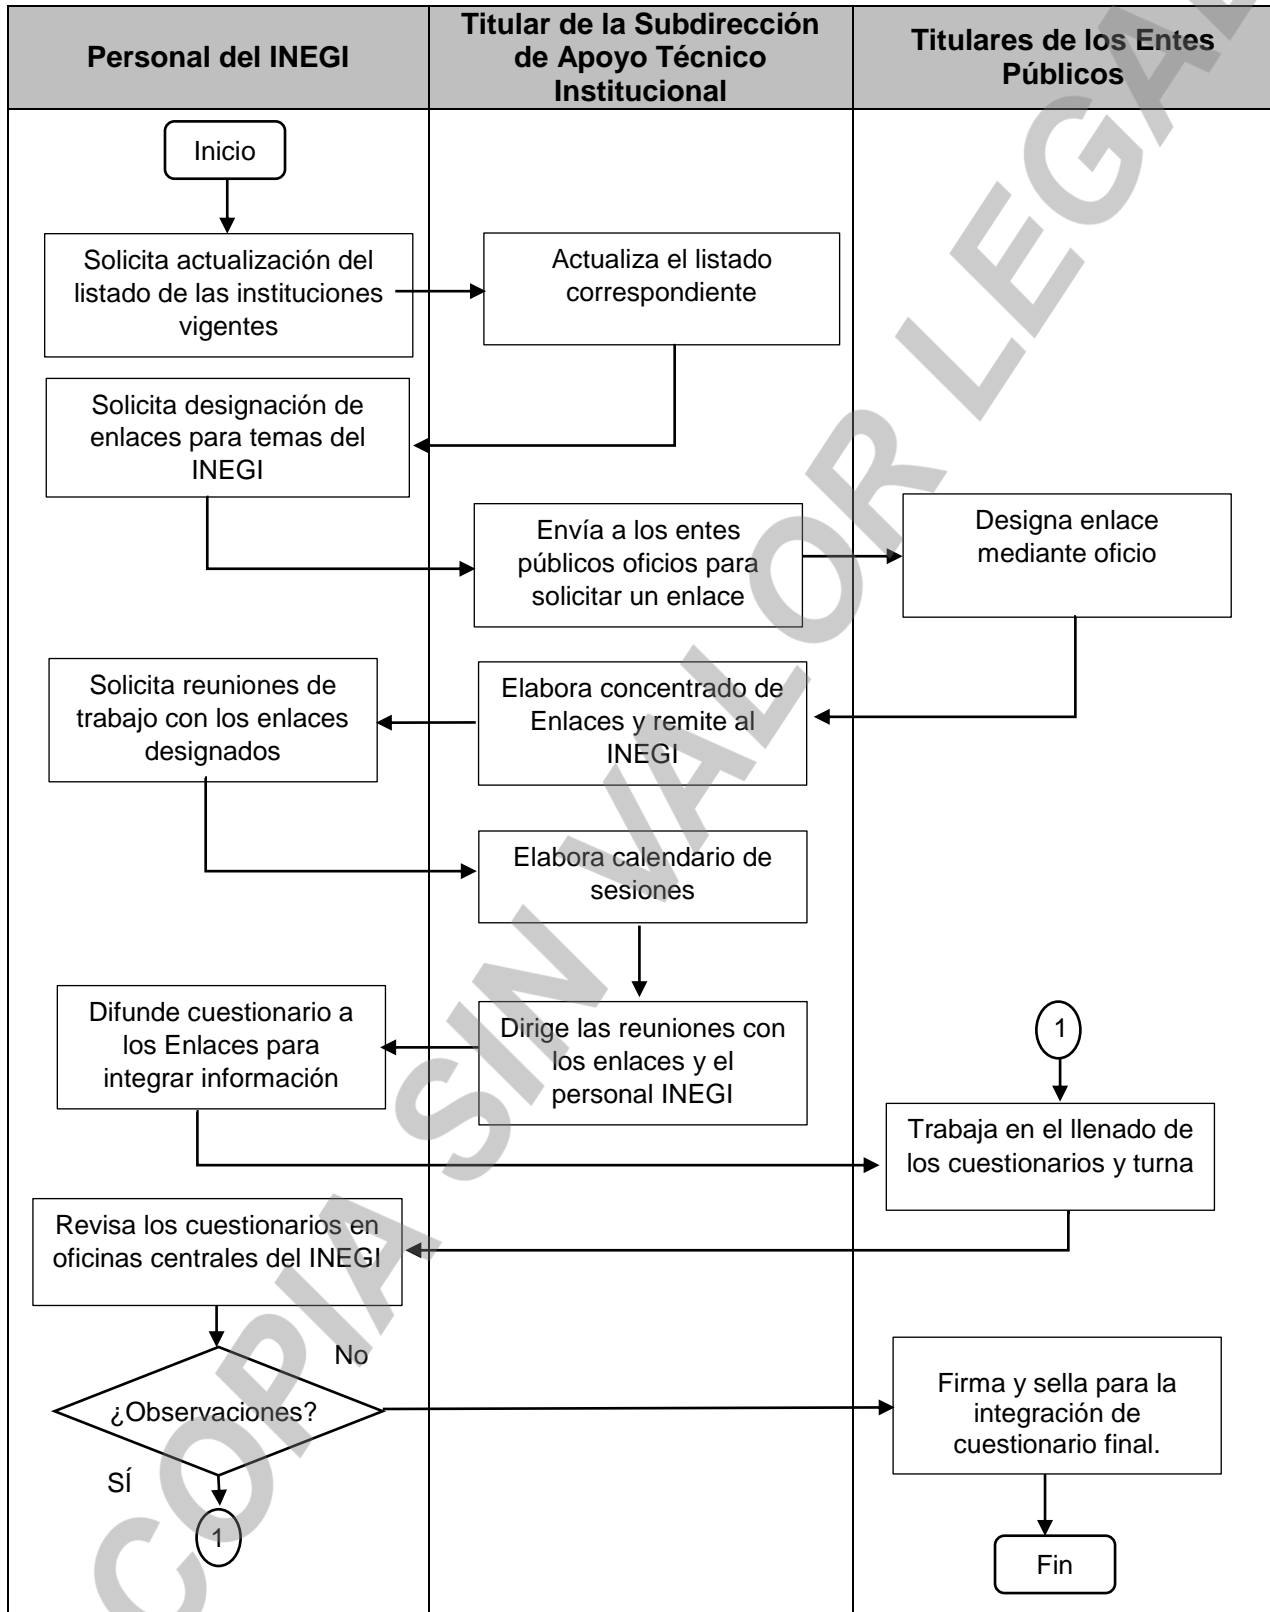 Personal del INEGI
Titular de la Subdirección
de Apoyo Técnico
Institucional
Titulares de los Entes
Públicos
Inicio
Solicita actualización del
listado de las instituciones
vigentes
Actualiza el listado
correspondiente
Solicita designación de
enlaces para temas del
INEGI
Envía a los entes
públicos oficios para
solicitar un enlace
Designa enlace
mediante oficio
Solicita reuniones de
trabajo con los enlaces
designados
Elabora concentrado de
Enlaces y remite al
INEGI
Elabora calendario de
sesiones
Difunde cuestionario a
los Enlaces para
integrar información
Dirige las reuniones con
los enlaces y el
personal INEGI
1
Trabaja en el llenado de
los cuestionarios y turna
Revisa los cuestionarios en
oficinas centrales del INEGI
No
¿Observaciones?
SÍ
1
Firma y sella para la
integración de
cuestionario final.
Fin
COPIA SIN VALOR LEGAL